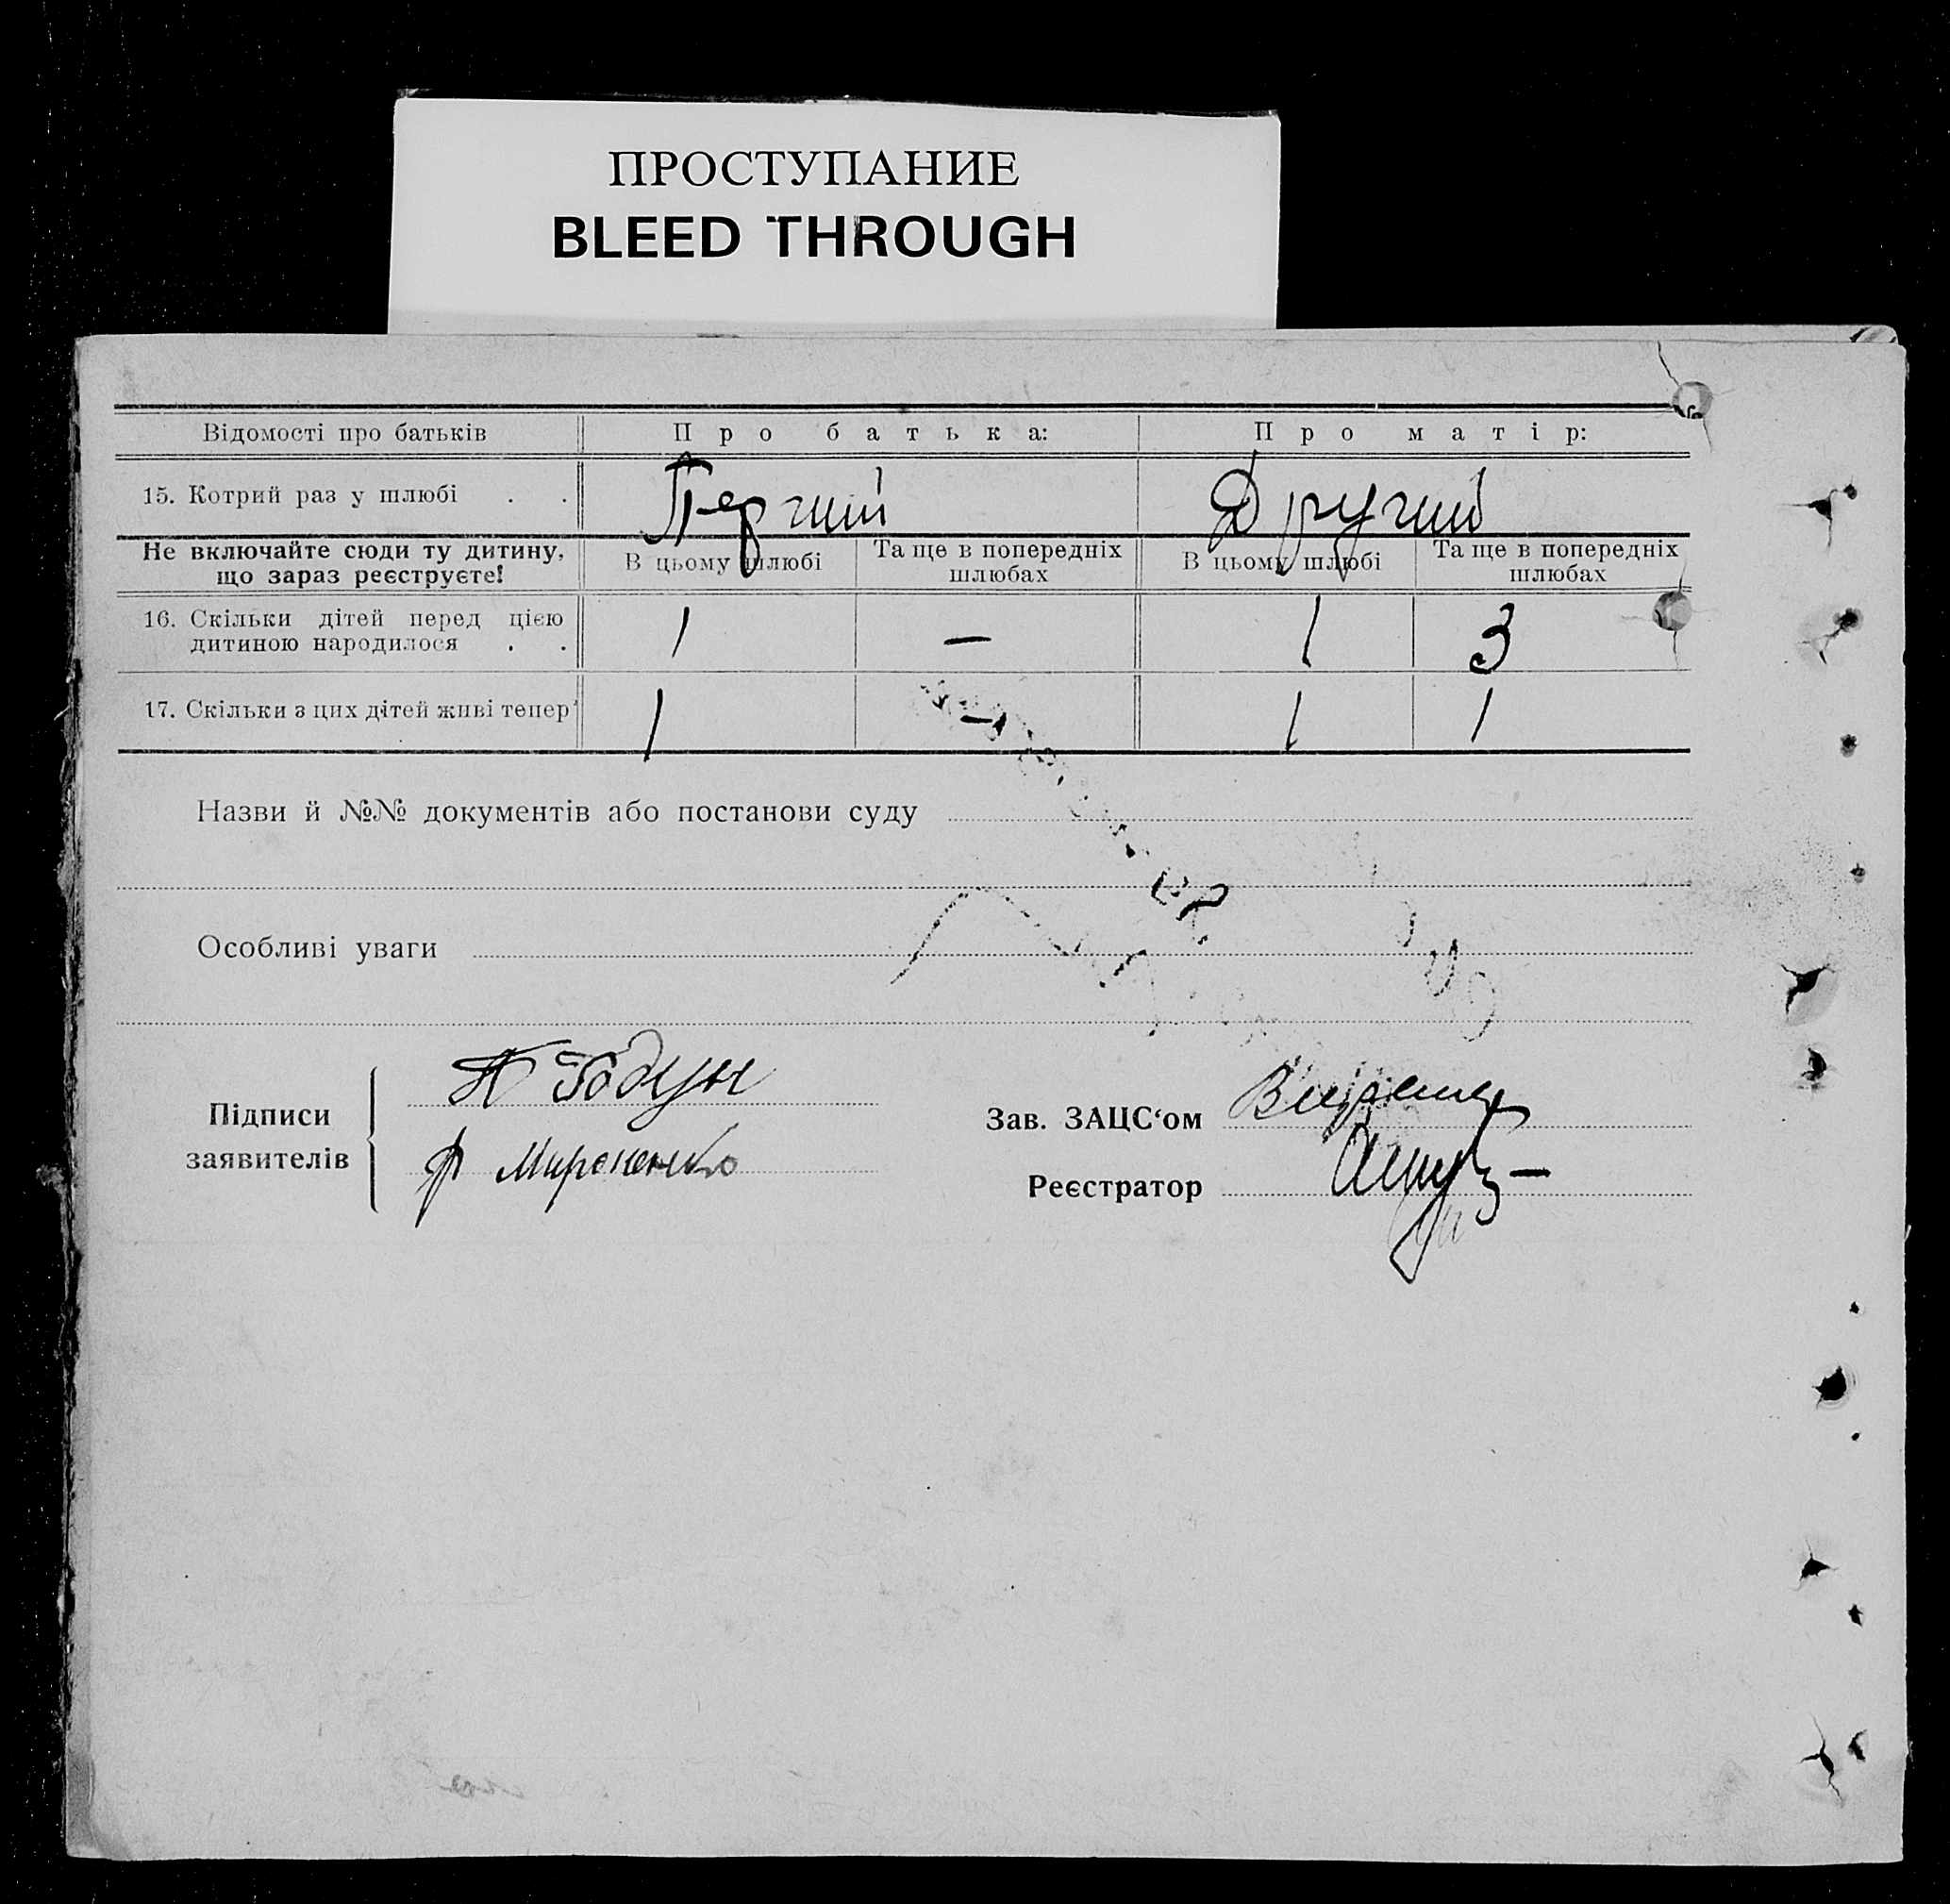 ПРОСТУПАНИЕ
BLEED THROUGH
Відомості про батьків Про батька: Про матір:
15. Котрий раз у шлюбі . . Перший Другий
Не включайте сюди ту дитину, що зараз реєструєте! В цьому шлюбі Та ще в попередніх шлюбах В цьому шлюбі Та ще в попередніх шлюбах
16. Скільки дітей перед цією
дитиною народилося . . 1 — 1 3
17. Скільки з цих дітей живі тепер 1 — 1 1
Назви й №№ документів або постанови суду
Особливі уваги
Підписи
заявителів
Годун
Ф Мироненко
Зав. ЗАЦС‘ом
Реєстратор